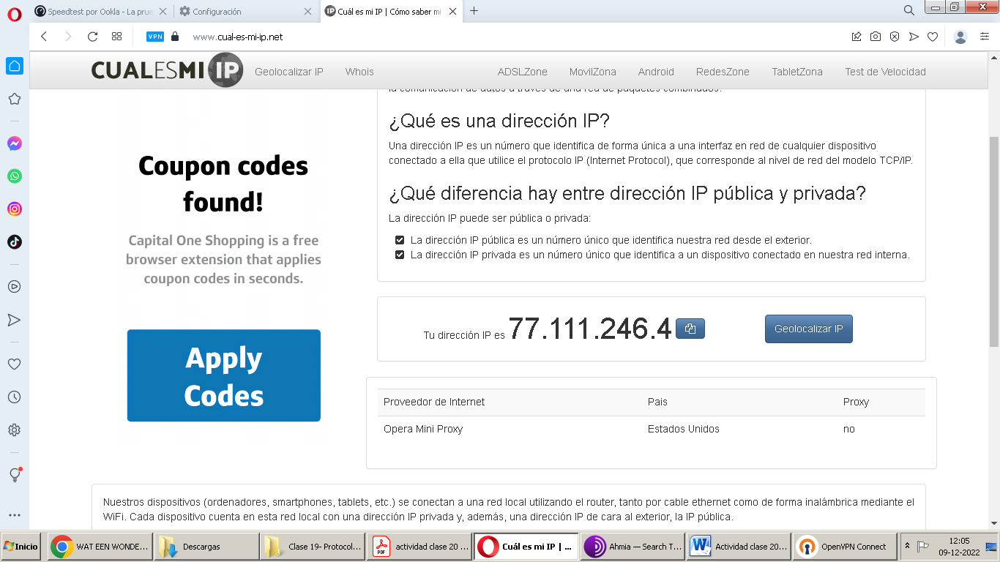 Speedtest por Ookla - La prue
Configuración
Cuál es mi IP | Cómo saber mi
VPN
www.cual-es-mi-ip.net
CUALESMI IP
Geolocalizar IP
Whois
ADSLZone
MovilZona
Android
RedesZone
TabletZona
Test de Velocidad
la comunicación de datos a través de una red de paquetes combinados.
¿Qué es una dirección IP?
Una dirección IP es un número que identifica de forma única a una interfaz en red de cualquier dispositivo
conectado a ella que utilice el protocolo IP (Internet Protocol), que corresponde al nivel de red del modelo TCP/IP.
¿Qué diferencia hay entre dirección IP pública y privada?
La dirección IP puede ser pública o privada:
La dirección IP pública es un número único que identifica nuestra red desde el exterior.
La dirección IP privada es un número único que identifica a un dispositivo conectado en nuestra red interna.
Coupon codes
found!
Capital One Shopping is a free
browser extension that applies
coupon codes in seconds.
Apply
Codes
Tu dirección IP es 77.111.246.4
Geolocalizar IP
Proveedor de Internet
Pais
Proxy
Opera Mini Proxy
Estados Unidos
no
Nuestros dispositivos (ordenadores, smartphones, tablets, etc.) se conectan a una red local utilizando el router, tanto por cable ethernet como de forma inalámbrica mediante el
WiFi. Cada dispositivo cuenta en esta red local con una dirección IP privada y, además, una dirección IP de cara al exterior, la IP pública.
Inicio
WAT EEN WONDE...
Descargas
Clase 19- Protocol...
PDF
actividad clase 20 ...
Cuál es mi IP | ...
Ahmia — Search T...
Actividad clase 20...
OpenVPN Connect
12:05
09-12-2022